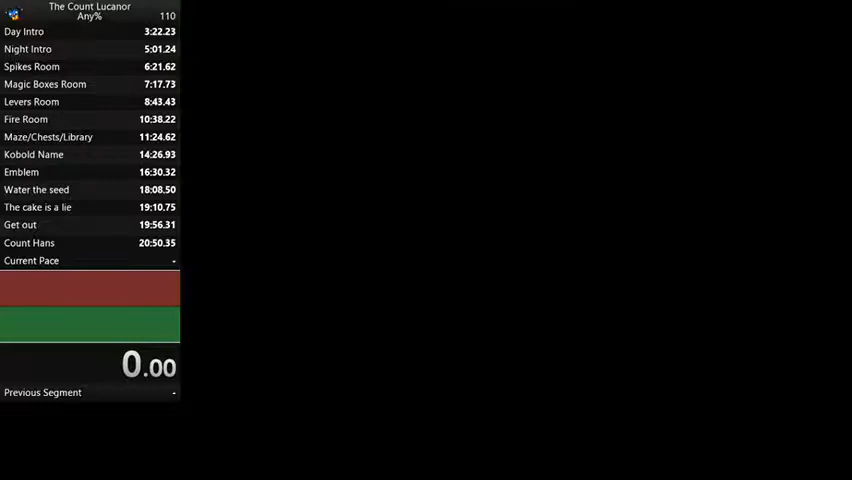 The Count Lucanor
Any% 110
Day Intro 3:22.23
Night Intro 5:01.24
Spikes Room 6:21.62
Magic Boxes Room 7:17.73
Levers Room 8:43.43
Fire Room 10:38.22
Maze/Chests/Library 11:24.62
Kobold Name 14:26.93
Emblem 16:30.32
Water the seed 18:08.50
The cake is a lie 19:10.75
Get out 19:56.31
Count Hans 20:50.35
Current Pace -
0.00
Previous Segment -